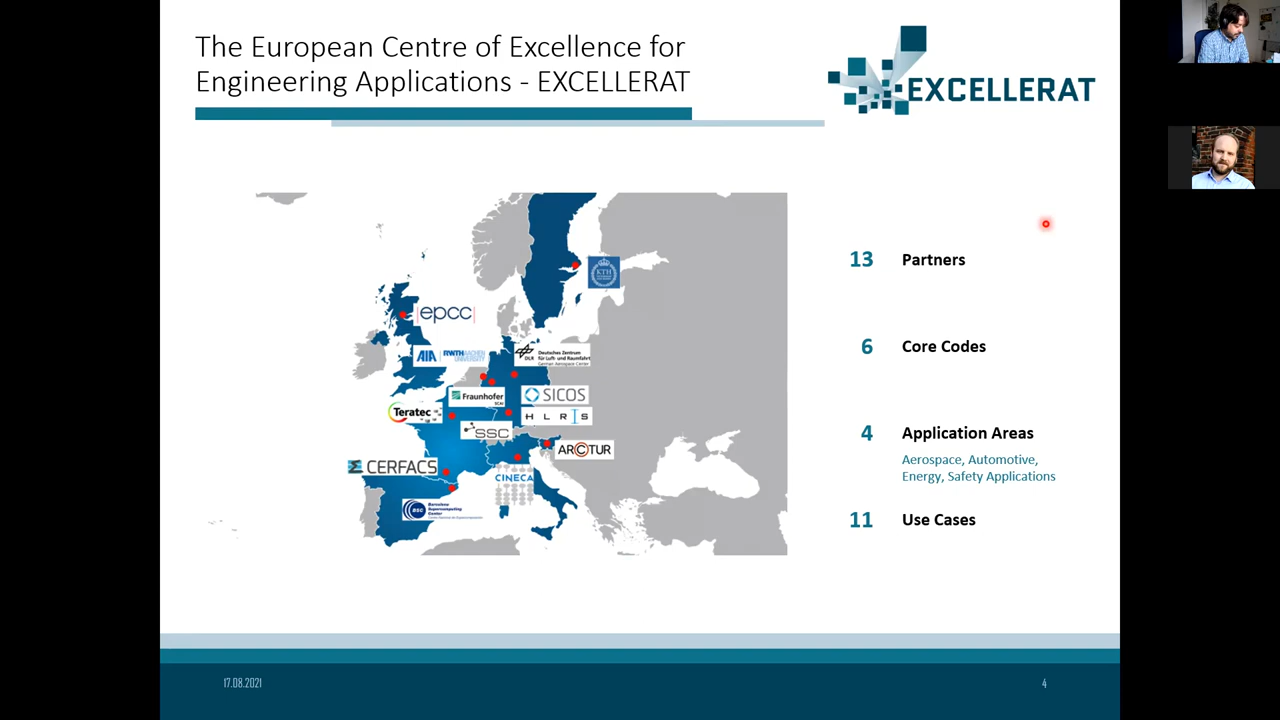 The European Centre of Excellence for
Engineering Applications - EXCELLERAT
EXCELLERAT
KTH
epcc
AIA RWTH AACHEN
UNIVERSITY
DLR
Deutsches Zentrum
für Luft- und Raumfahrt
German Aerospace Center
Fraunhofer
SCAI
SICOS
Teratec
H L R I S
SSC
ARCTUR
CERFACS
CINECA
BSC
Barcelona
Supercomputing
Center
13 Partners
6 Core Codes
4 Application Areas
Aerospace, Automotive,
Energy, Safety Applications
11 Use Cases
17.08.2021
4